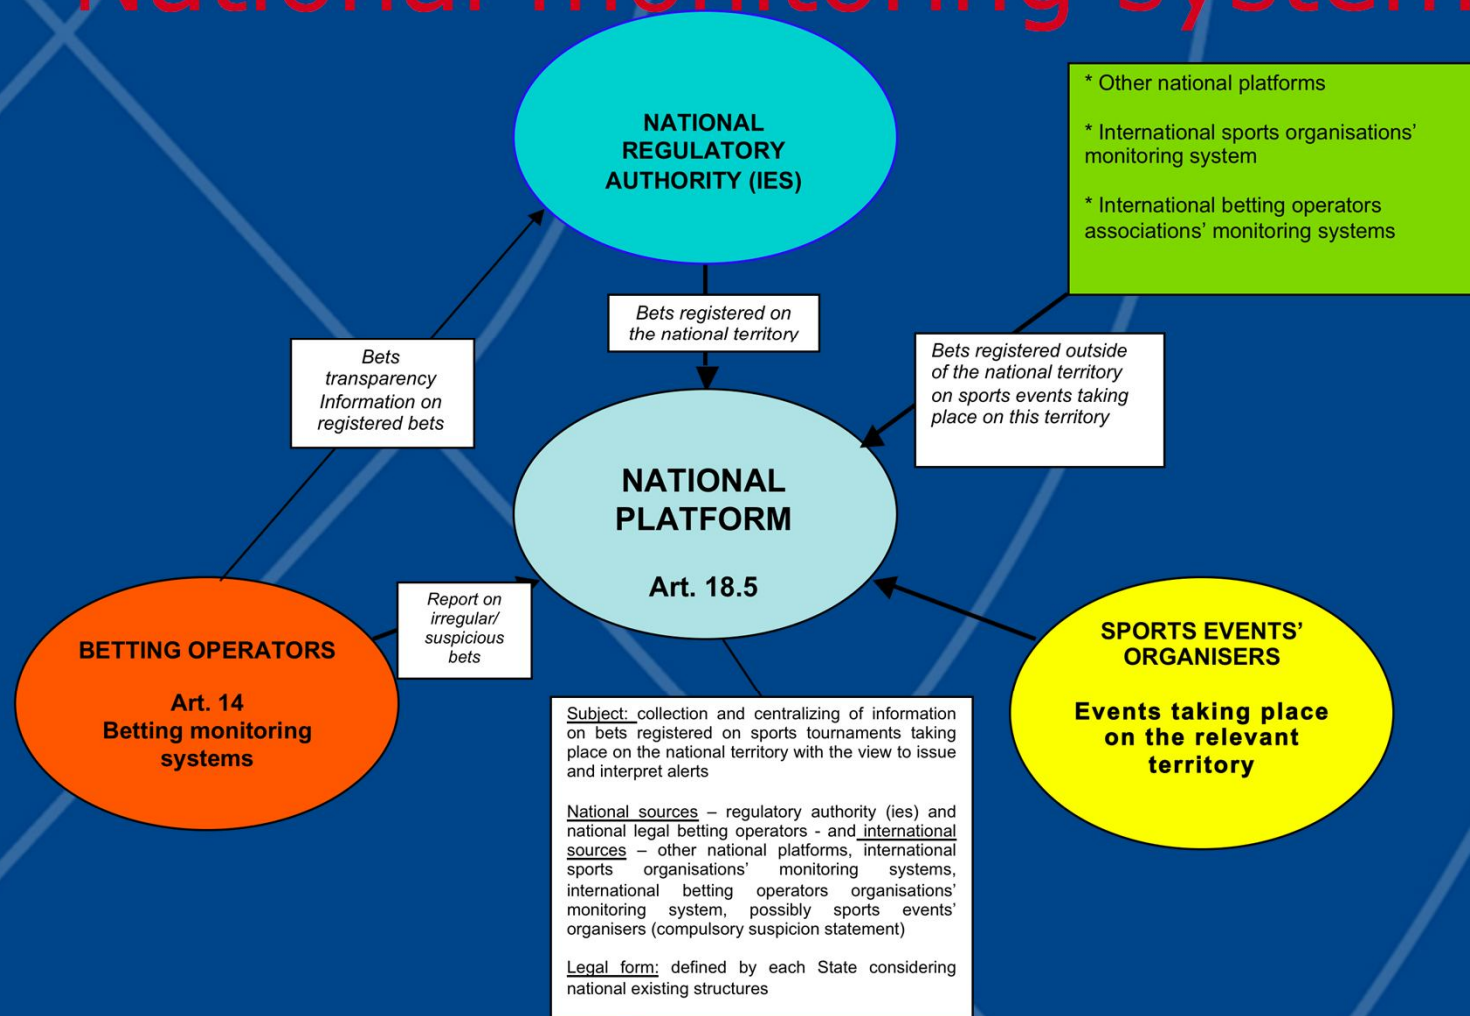 National monitoring system
NATIONAL
REGULATORY
AUTHORITY (IES)
* Other national platforms
* International sports organisations’
monitoring system
* International betting operators
associations’ monitoring systems
Bets registered on
the national territory
Bets
transparency
Information on
registered bets
Bets registered outside
of the national territory
on sports events taking
place on this territory
NATIONAL
PLATFORM
Art. 18.5
BETTING OPERATORS
Art. 14
Betting monitoring
systems
Report on
irregular/
suspicious
bets
SPORTS EVENTS’
ORGANISERS
Events taking place
on the relevant
territory
Subject: collection and centralizing of information
on bets registered on sports tournaments taking
place on the national territory with the view to issue
and interpret alerts
National sources – regulatory authority (ies) and
national legal betting operators - and international
sources – other national platforms, international
sports organisations’ monitoring systems,
international betting operators organisations’
monitoring system, possibly sports events’
organisers (compulsory suspicion statement)
Legal form: defined by each State considering
national existing structures